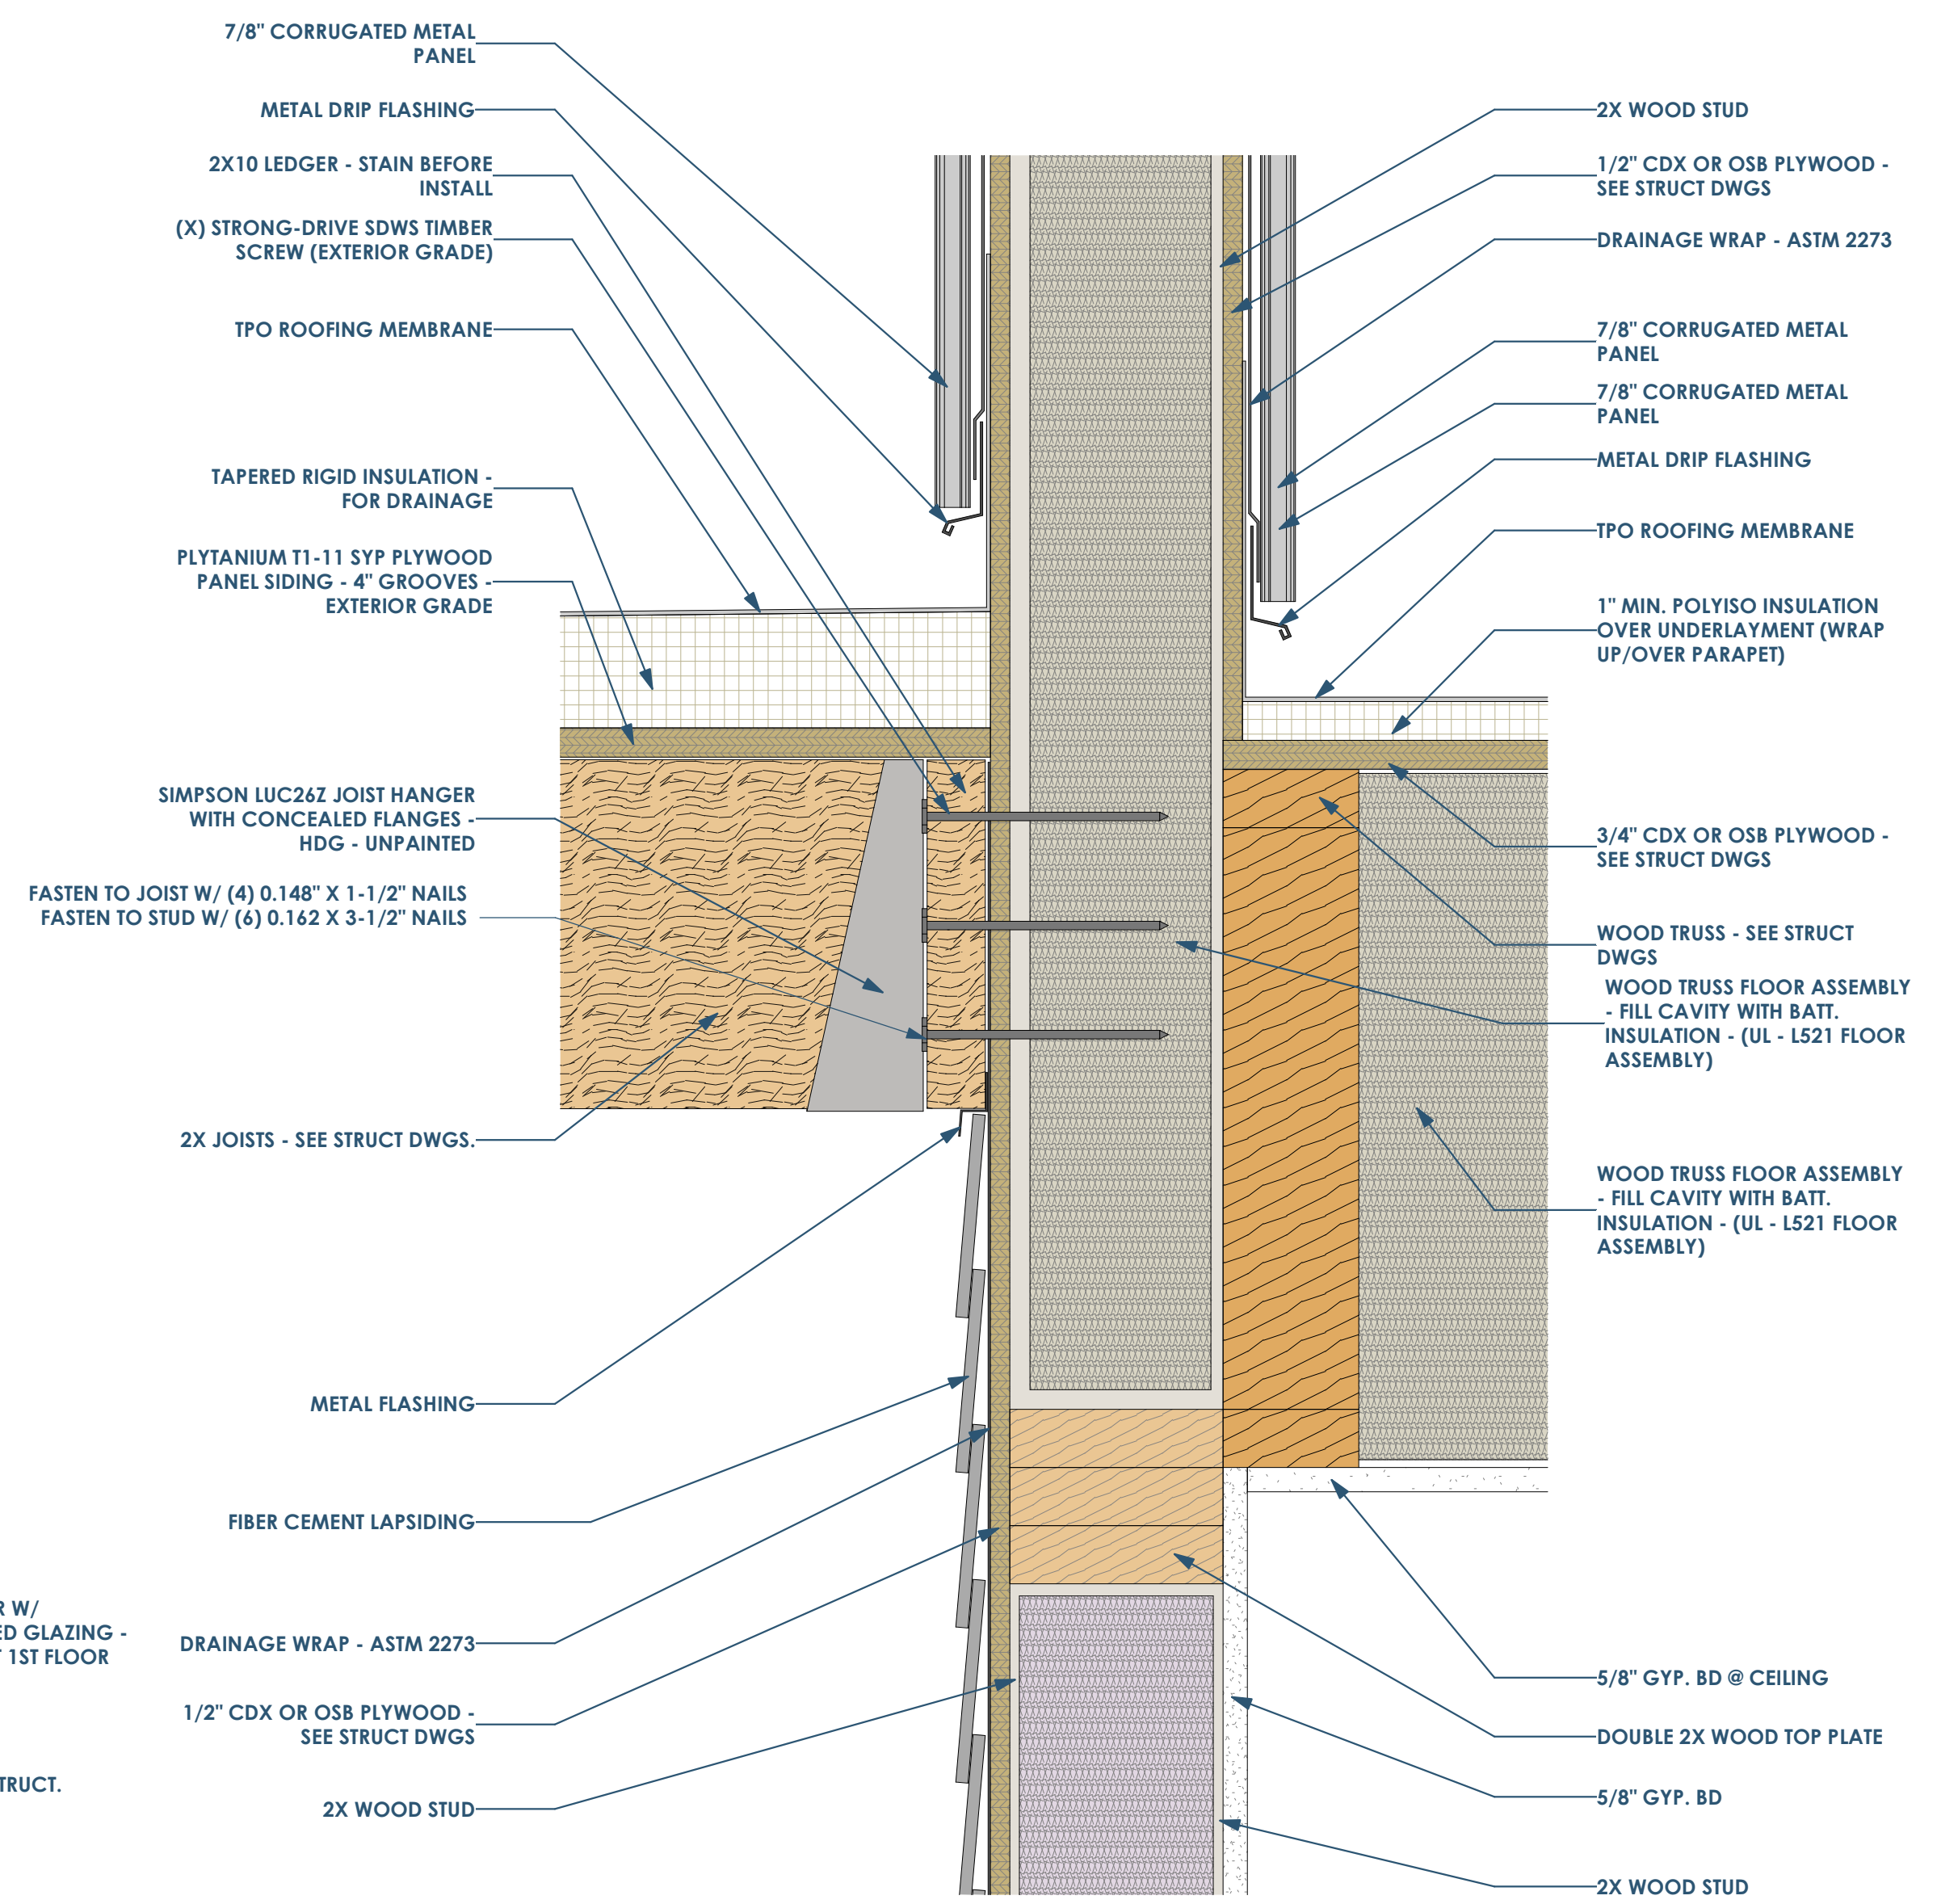 7/8" CORRUGATED METAL
PANEL
METAL DRIP FLASHING
2X10 LEDGER - STAIN BEFORE
INSTALL
(X) STRONG-DRIVE SDWS TIMBER
SCREW (EXTERIOR GRADE)
TPO ROOFING MEMBRANE
TAPERED RIGID INSULATION -
FOR DRAINAGE
PLYTANIUM T1-11 SYP PLYWOOD
PANEL SIDING - 4" GROOVES -
EXTERIOR GRADE
SIMPSON LUC26Z JOIST HANGER
WITH CONCEALED FLANGES -
HDG - UNPAINTED
FASTEN TO JOIST W/ (4) 0.148" X 1-1/2" NAILS
FASTEN TO STUD W/ (6) 0.162 X 3-1/2" NAILS
2X JOISTS - SEE STRUCT DWGS.
METAL FLASHING
FIBER CEMENT LAPSIDING
R W/
ED GLAZING -
T 1ST FLOOR
DRAINAGE WRAP - ASTM 2273
1/2" CDX OR OSB PLYWOOD -
SEE STRUCT DWGS
TRUCT.
2X WOOD STUD
2X WOOD STUD
1/2" CDX OR OSB PLYWOOD -
SEE STRUCT DWGS
DRAINAGE WRAP - ASTM 2273
7/8" CORRUGATED METAL
PANEL
7/8" CORRUGATED METAL
PANEL
METAL DRIP FLASHING
TPO ROOFING MEMBRANE
1" MIN. POLYISO INSULATION
OVER UNDERLAYMENT (WRAP
UP/OVER PARAPET)
3/4" CDX OR OSB PLYWOOD -
SEE STRUCT DWGS
WOOD TRUSS - SEE STRUCT
DWGS
WOOD TRUSS FLOOR ASSEMBLY
- FILL CAVITY WITH BATT.
INSULATION - (UL - L521 FLOOR
ASSEMBLY)
WOOD TRUSS FLOOR ASSEMBLY
- FILL CAVITY WITH BATT.
INSULATION - (UL - L521 FLOOR
ASSEMBLY)
5/8" GYP. BD @ CEILING
DOUBLE 2X WOOD TOP PLATE
5/8" GYP. BD
2X WOOD STUD